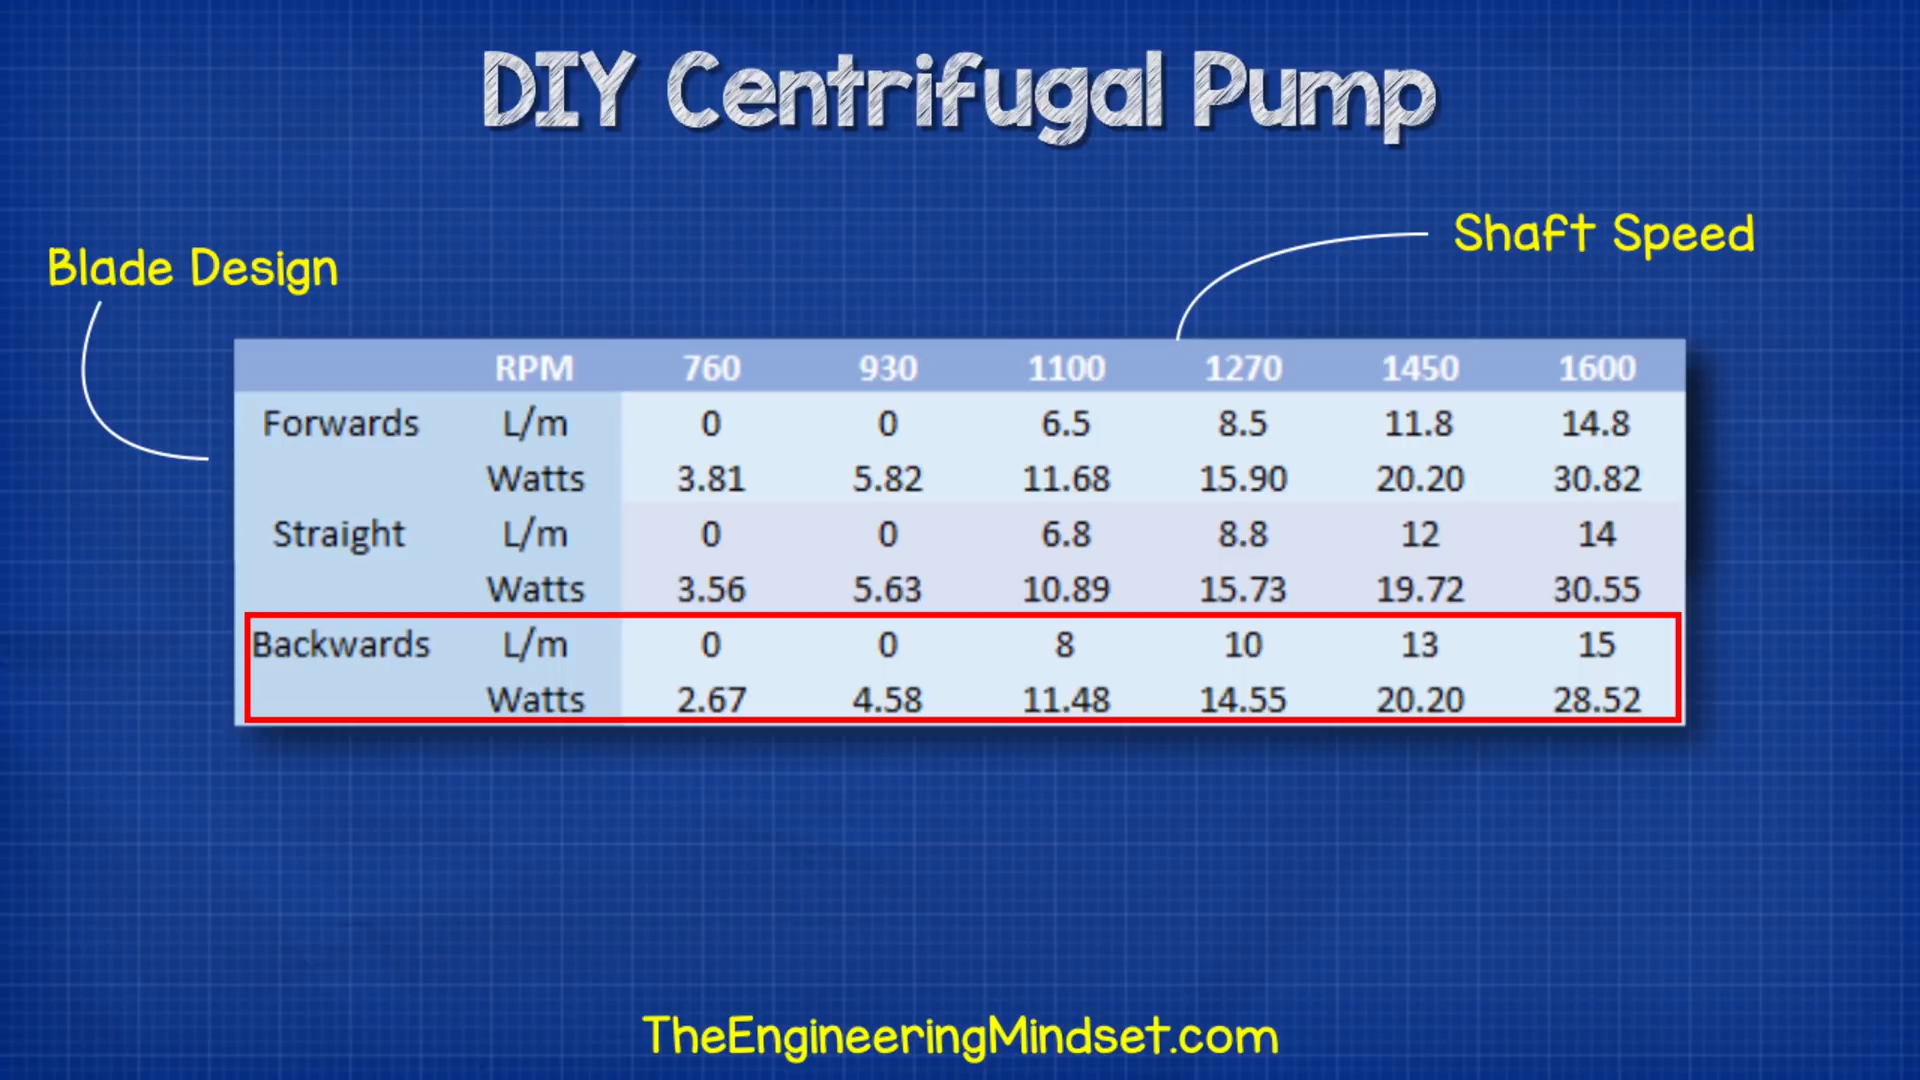 DIY Centrifugal Pump
Shaft Speed
Blade Design
RPM 760 930 1100 1270 1450 1600
Forwards L/m 0 0 6.5 8.5 11.8 14.8
Watts 3.81 5.82 11.68 15.90 20.20 30.82
Straight L/m 0 0 6.8 8.8 12 14
Watts 3.56 5.63 10.89 15.73 19.72 30.55
Backwards L/m 0 0 8 10 13 15
Watts 2.67 4.58 11.48 14.55 20.20 28.52
TheEngineeringMindset.com